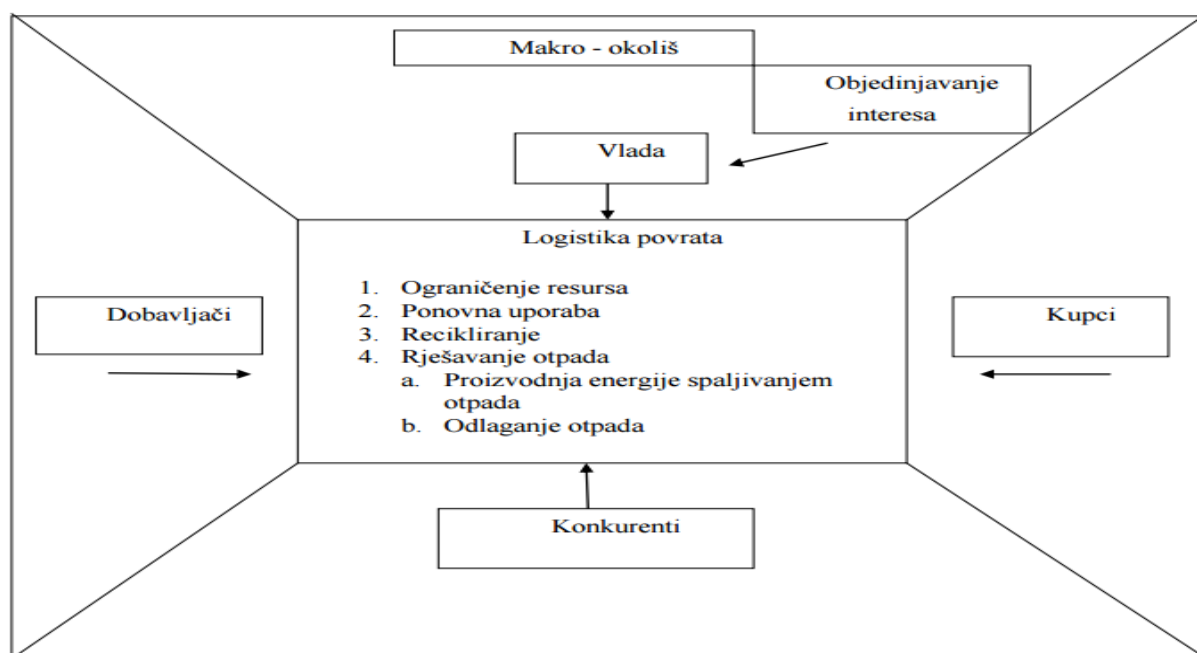 Makro - okoliš
Objedinjavanje
interesa
Vlada
Logistika povrata
1. Ograničenje resursa
2. Ponovna uporaba
3. Recikliranje
4. Rješavanje otpada
a. Proizvodnja energije spaljivanjem
otpada
b. Odlaganje otpada
Dobavljači
Kupci
Konkurenti